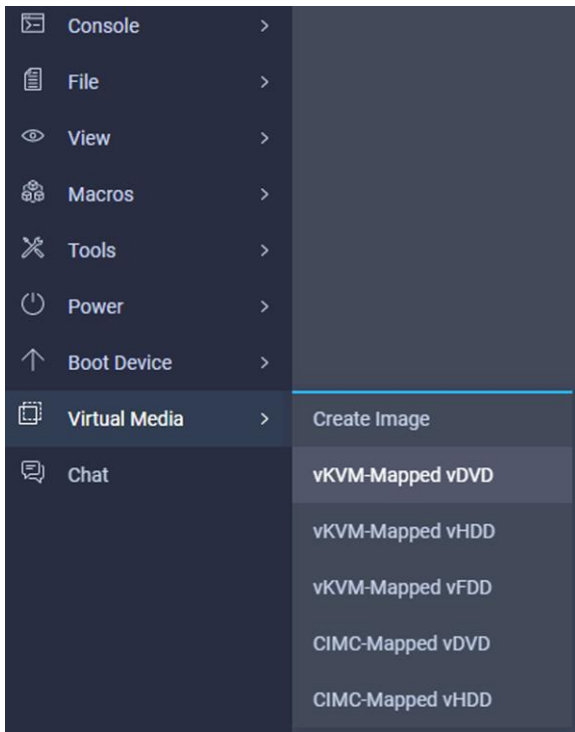 Console
File
View
Macros
Tools
Power
Boot Device
Virtual Media
Chat
Create Image
vKVM-Mapped vDVD
vKVM-Mapped vHDD
vKVM-Mapped vFDD
CIMC-Mapped vDVD
CIMC-Mapped vHDD